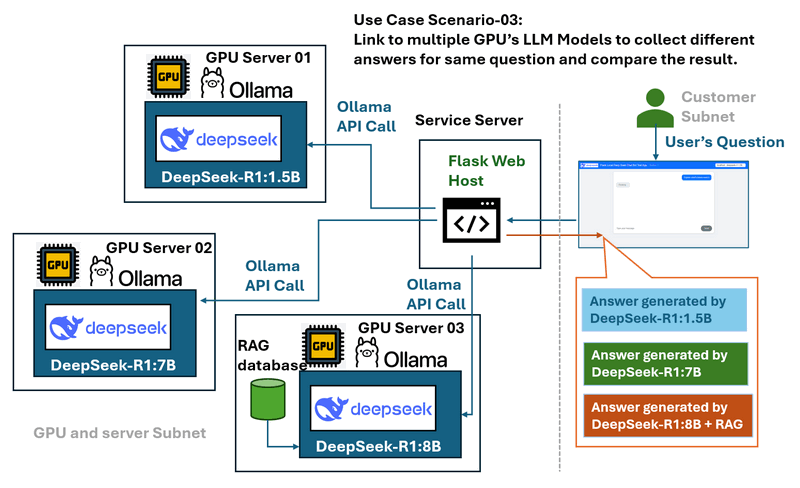 Use Case Scenario-03:
Link to multiple GPU's LLM Models to collect different
answers for same question and compare the result.
GPU Server 01
GPU
Ollama
deepseek
DeepSeek-R1:1.5B
Ollama
API Call
Service Server
Flask Web
Host
</>
Customer
Subnet
User's Question
GPU Server 02
GPU
Ollama
deepseek
DeepSeek-R1:7B
Ollama
API Call
Ollama
API Call
GPU Server 03
RAG
database
GPU
Ollama
deepseek
DeepSeek-R1:8B
GPU and server Subnet
Answer generated by
DeepSeek-R1:1.5B
Answer generated by
DeepSeek-R1:7B
Answer generated by
DeepSeek-R1:8B + RAG